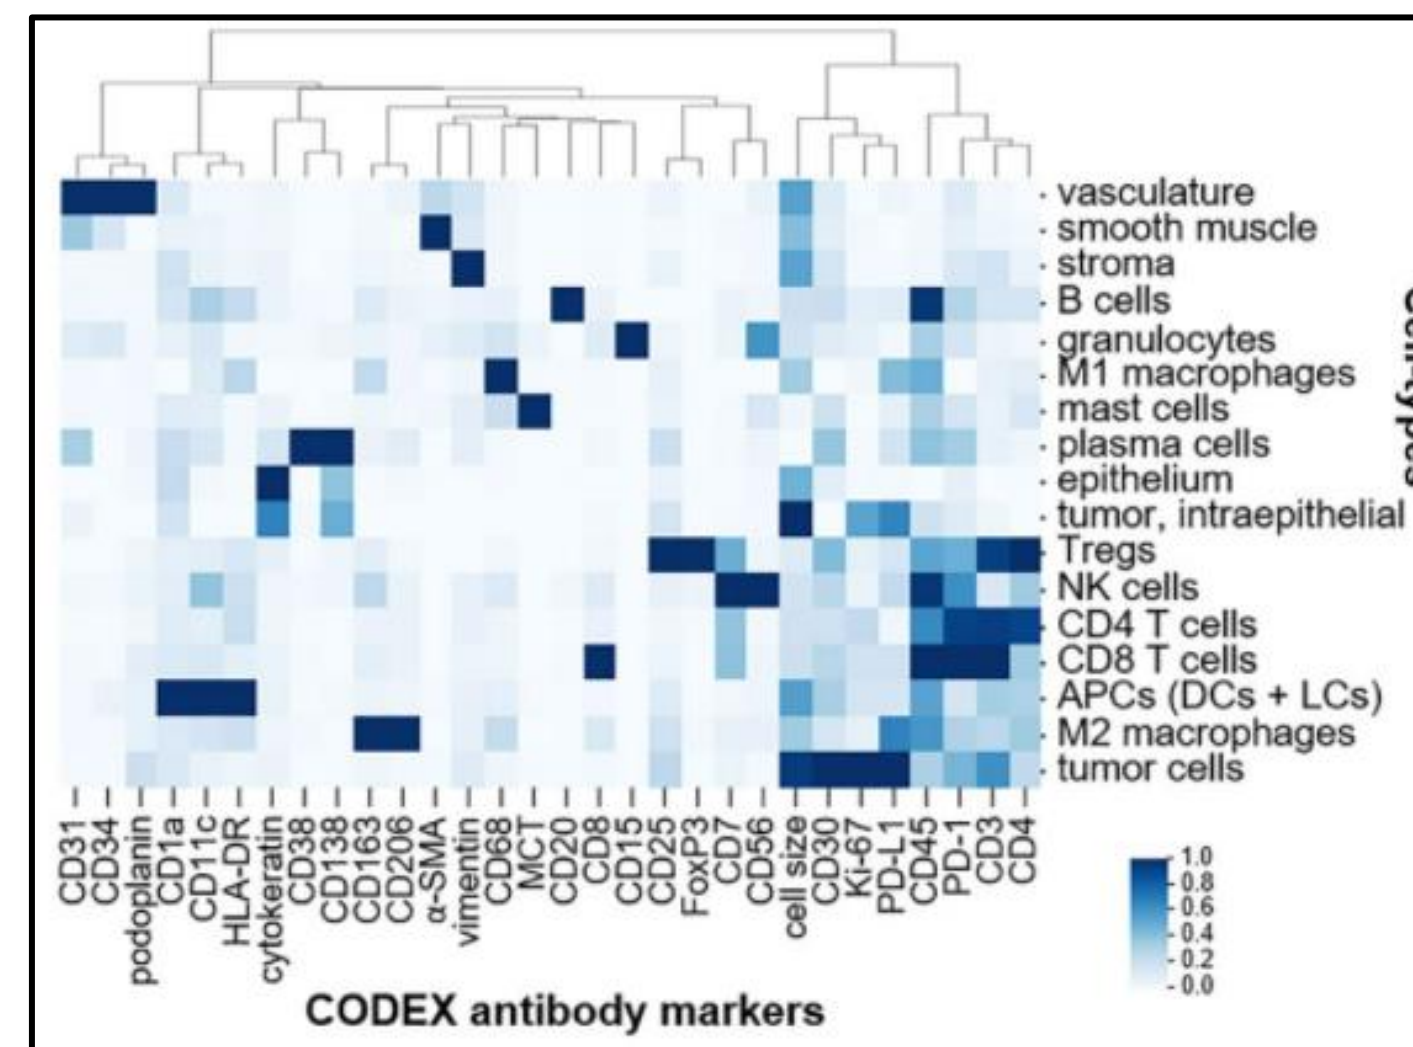 vasculature
smooth muscle
stroma
B cells
granulocytes
M1 macrophages
mast cells
plasma cells
epithelium
tumor, intraepithelial
Tregs
NK cells
CD4 T cells
CD8 T cells
APCs (DCs + LCs)
M2 macrophages
tumor cells
CD31
CD34
podoplanin
CD1a
CD11c
HLA-DR
cytokeratin
CD38
CD138
CD163
CD206
α-SMA
vimentin
CD68
MCT
CD20
CD8
CD15
CD25
FoxP3
CD7
CD56
cell size
CD30
Ki-67
PD-L1
CD45
PD-1
CD3
CD4
1.0
0.8
0.6
0.4
0.2
0.0
CODEX antibody markers